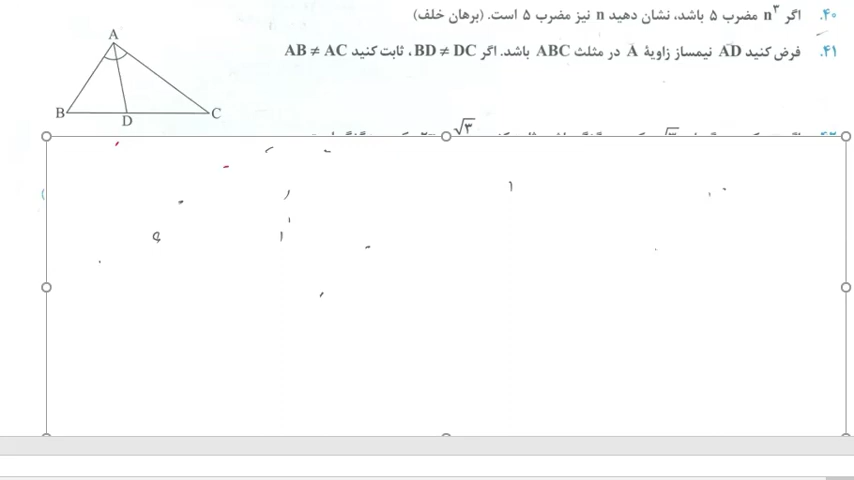 ۴۰. اگر n³ مضرب ۵ باشد، نشان دهید n نیز مضرب ۵ است. (برهان خلف)
۴۱. فرض کنید AD نیمساز زاویهٔ A در مثلث ABC باشد. اگر BD ≠ DC ، ثابت کنید AB ≠ AC
A
B
D
C
√۳